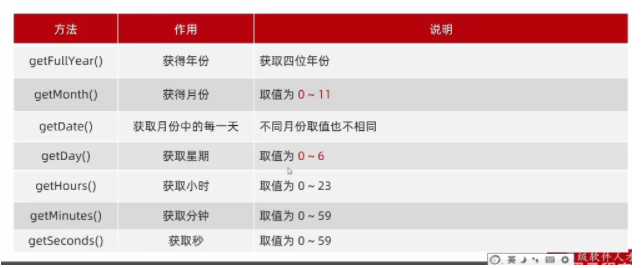 方法 作用 说明
getFullYear() 获得年份 获取四位年份
getMonth() 获得月份 取值为 0 ~ 11
getDate() 获取月份中的每一天 不同月份取值也不相同
getDay() 获取星期 取值为 0 ~ 6
getHours() 获取小时 取值为 0 ~ 23
getMinutes() 获取分钟 取值为 0 ~ 59
getSeconds() 获取秒 取值为 0 ~ 59
英 级软件人才